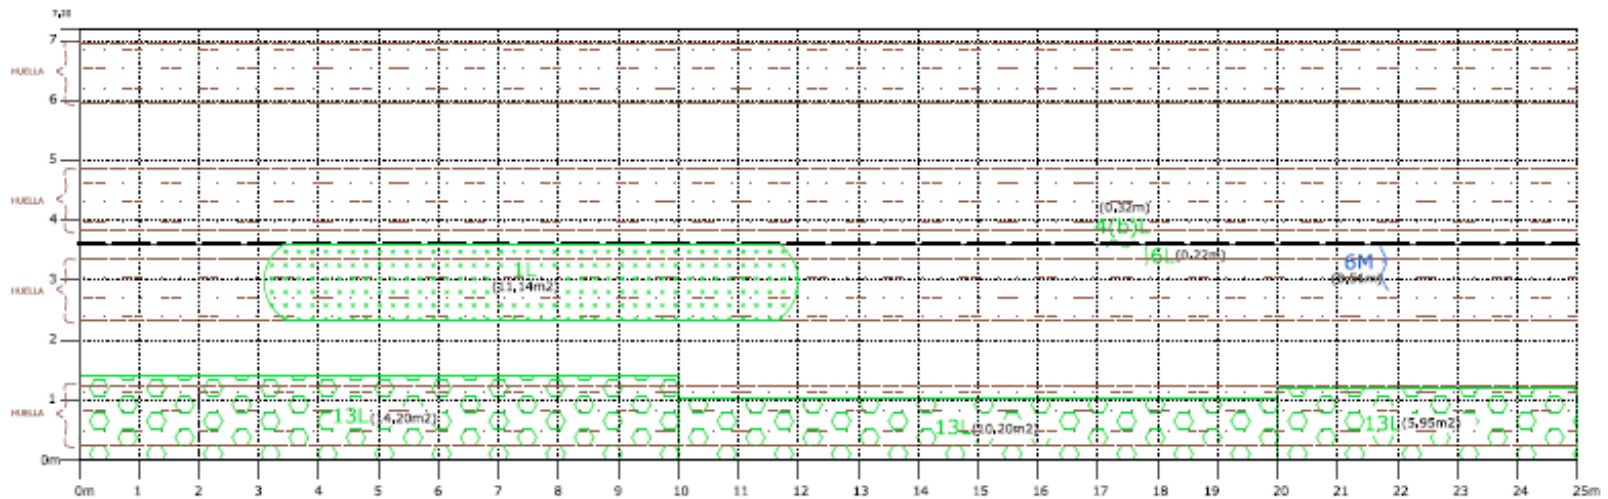 7,20
7
HUELLA
6
5
HUELLA
4
(0,32m)
4(b)L
6L(0,22m)
3
1L
(11,14m2)
6M
HUELLA
2
HUELLA
1
13L(14,20m2)
13L(10,20m2)
13L(5,95m2)
0m
0m 1 2 3 4 5 6 7 8 9 10 11 12 13 14 15 16 17 18 19 20 21 22 23 24 25m